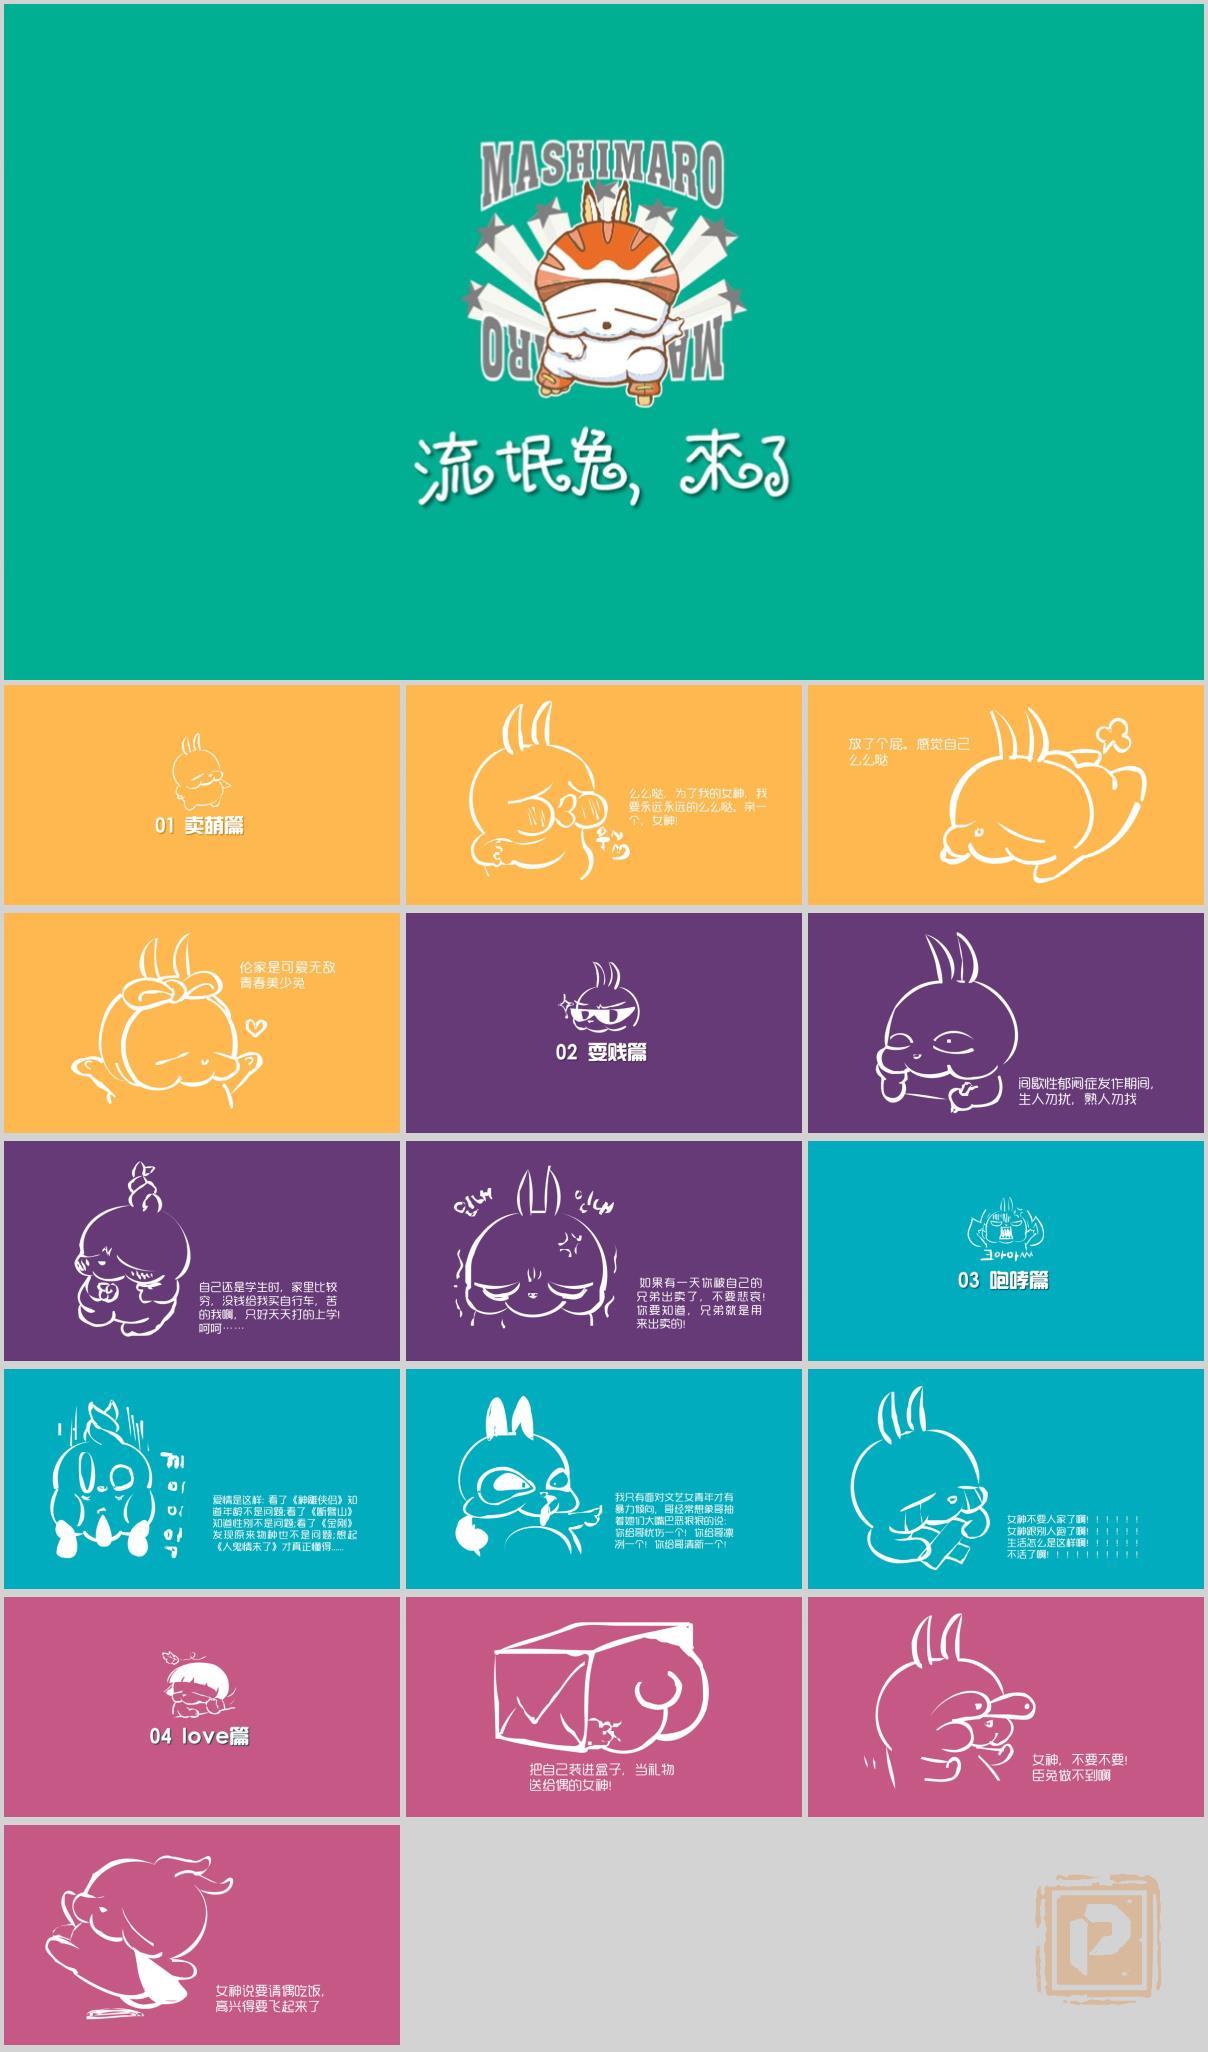 MASHIMARO
流氓兔，來了
01 卖萌篇
么么哒，为了我的女神，我
要永远永远的么么哒。亲一
个，女神!
放了个屁。感觉自己
么么哒
伦家是可爱无敌
青春美少兔
02 耍贱篇
间歇性郁闷症发作期间，
生人勿扰，熟人勿找
自己还是学生时，家里比较
穷，没钱给我买自行车，苦
的我啊，只好天天打的上学!
呵呵……
如果有一天你被自己的
兄弟出卖了，不要悲哀!
你要知道，兄弟就是用
来出卖的!
크아아
03 咆哮篇
爱情是这样: 看了《神雕侠侣》知
道年龄不是问题;看了《断臂山》
知道性别不是问题;看了《金刚》
发现原来物种也不是问题;想起
《人鬼情未了》才真正懂得......
我只有面对文艺女青年才有
暴力倾向，哥经常想象哥抽
着她们大嘴巴恶狠狠的说:
你给哥忧伤一个！你给哥凛
冽一个！你给哥清新一个！
女神不要人家了啊！！！！！！
女神跟别人跑了啊！！！！！！
生活怎么是这样啊！！！！！！
不活了啊！！！！！！！！！
04 love篇
把自己装进盒子，当礼物
送给偶的女神!
女神，不要不要!
臣兔做不到啊
女神说要请偶吃饭，
高兴得要飞起来了